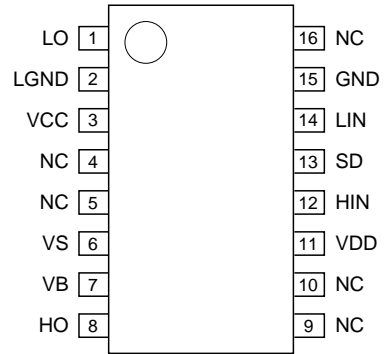 LO 1 16 NC
LGND 2 15 GND
VCC 3 14 LIN
NC 4 13 SD
NC 5 12 HIN
VS 6 11 VDD
VB 7 10 NC
HO 8 9 NC